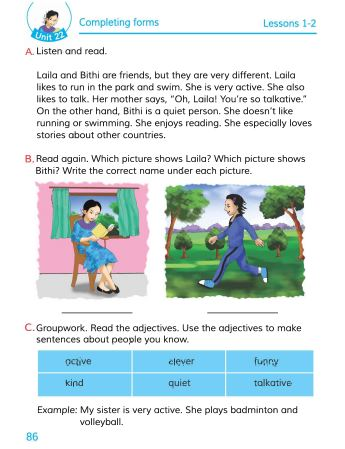 Unit 22
Completing forms
Lessons 1-2
A. Listen and read.
Laila and Bithi are friends, but they are very different. Laila
likes to run in the park and swim. She is very active. She also
likes to talk. Her mother says, “Oh, Laila! You’re so talkative.”
On the other hand, Bithi is a quiet person. She doesn’t like
running or swimming. She enjoys reading. She especially loves
stories about other countries.
B. Read again. Which picture shows Laila? Which picture shows
Bithi? Write the correct name under each picture.
C. Groupwork. Read the adjectives. Use the adjectives to make
sentences about people you know.
active clever funny
kind quiet talkative
Example: My sister is very active. She plays badminton and
volleyball.
86